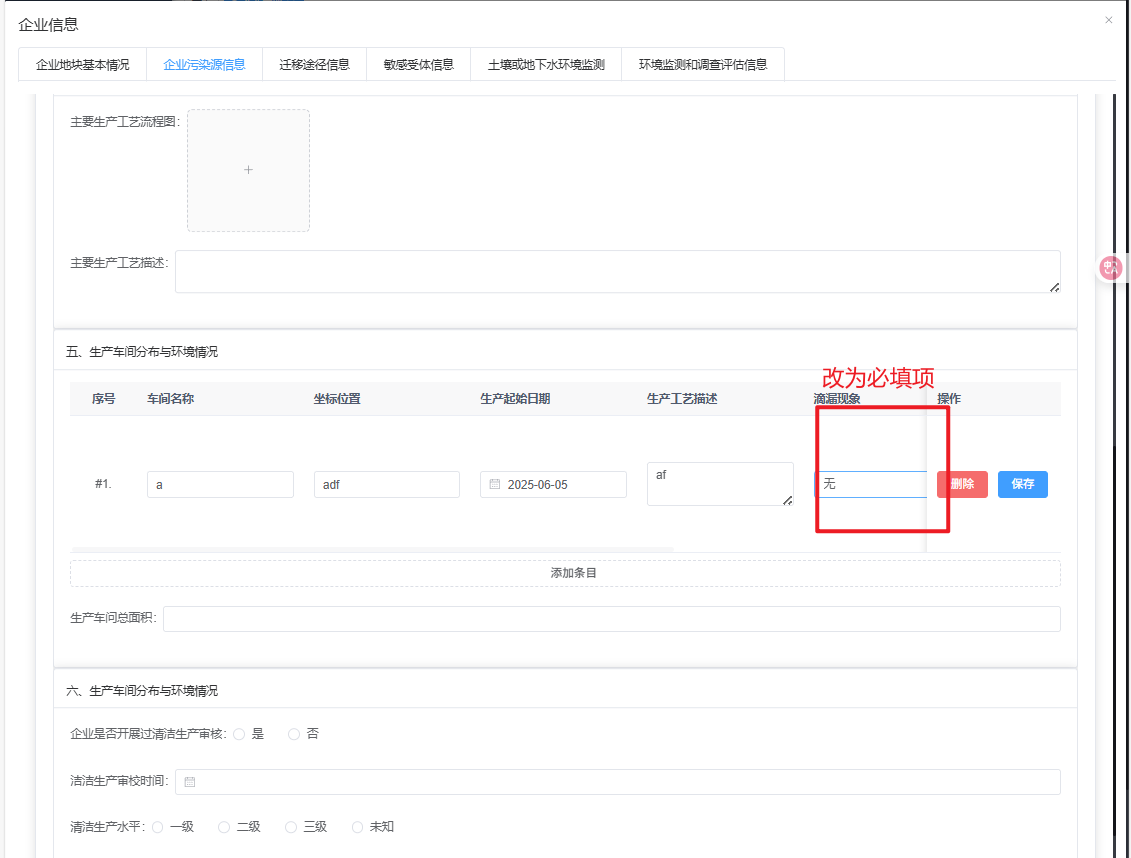 企业信息
企业地块基本情况 企业污染源信息 迁移途径信息 敏感受体信息 土壤或地下水环境监测 环境监测和调查评估信息
主要生产工艺流程图:
主要生产工艺描述:
五、生产车间分布与环境情况
改为必填项
序号 车间名称 坐标位置 生产起始日期 生产工艺描述 滴漏现象 操作
#1. a adf 2025-06-05 af 无 删除 保存
添加条目
生产车问总面积:
六、生产车间分布与环境情况
企业是否开展过清洁生产审核: 是 否
洁洁生产审校时间:
清洁生产水平: 一级 二级 三级 未知